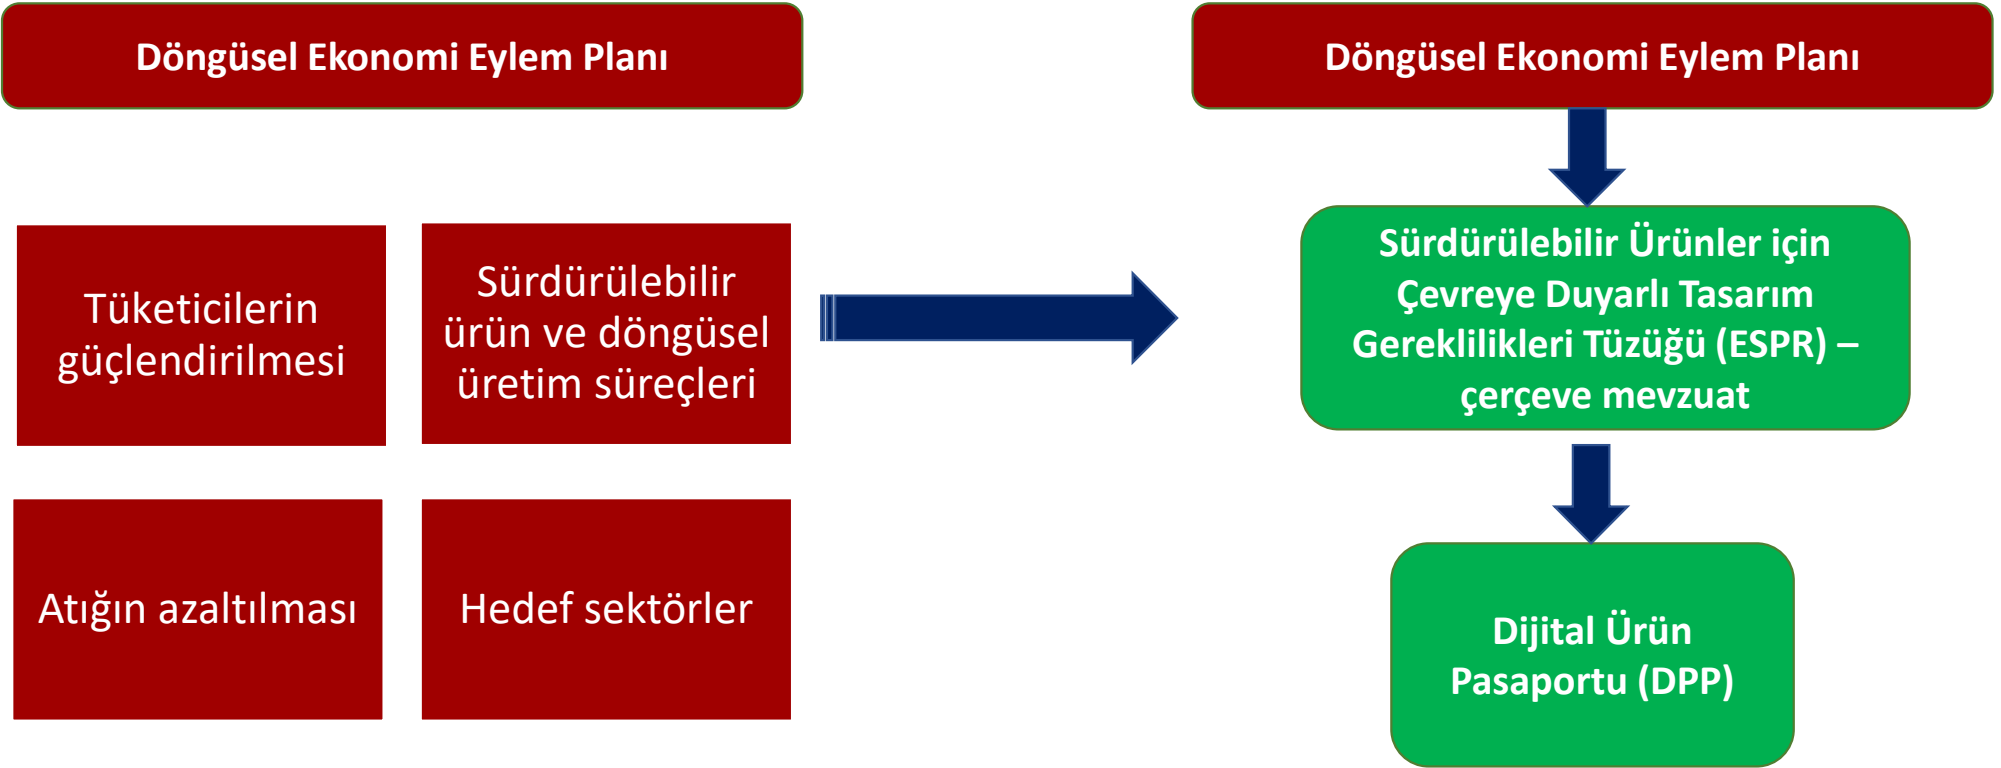 Döngüsel Ekonomi Eylem Planı
Tüketicilerin
güçlendirilmesi
Sürdürülebilir
ürün ve döngüsel
üretim süreçleri
Atığın azaltılması
Hedef sektörler
Döngüsel Ekonomi Eylem Planı
Sürdürülebilir Ürünler için
Çevreye Duyarlı Tasarım
Gereklilikleri Tüzüğü (ESPR) –
çerçeve mevzuat
Dijital Ürün
Pasaportu (DPP)